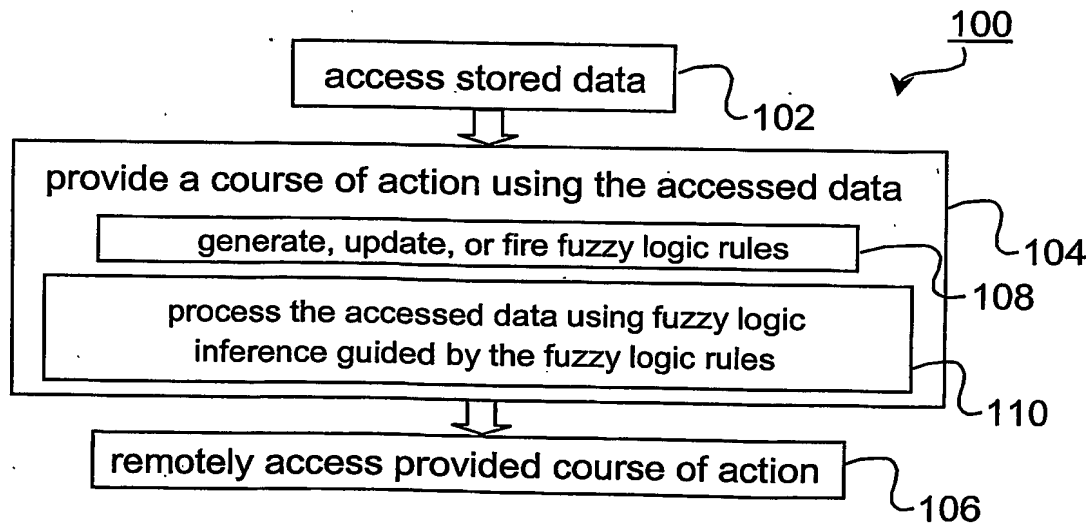 100
access stored data
102
provide a course of action using the accessed data
104
generate, update, or fire fuzzy logic rules
108
process the accessed data using fuzzy logic
inference guided by the fuzzy logic rules
110
remotely access provided course of action
106